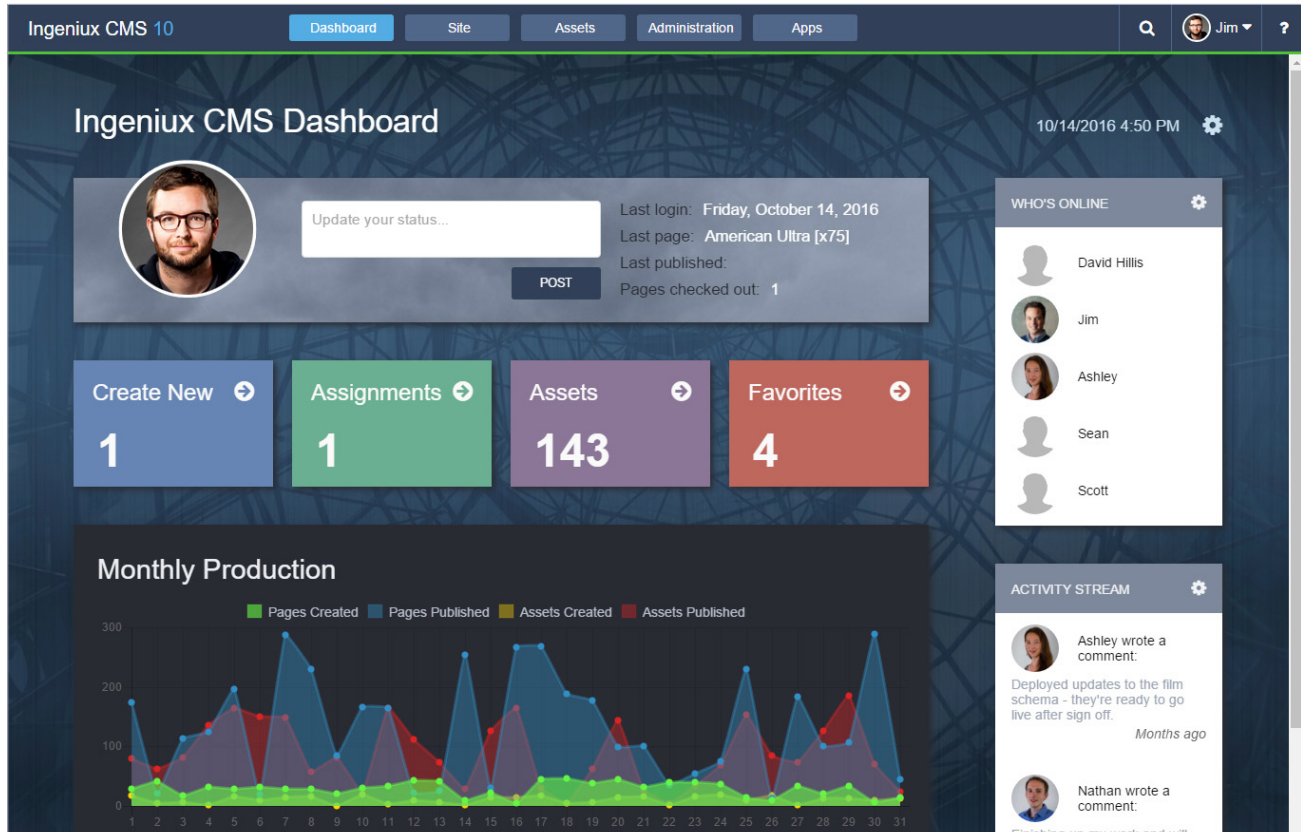 Ingeniux CMS 10
Dashboard
Site
Assets
Administration
Apps
Jim
?
Ingeniux CMS Dashboard
10/14/2016 4:50 PM
Update your status...
POST
Last login: Friday, October 14, 2016
Last page: American Ultra [x75]
Last published:
Pages checked out: 1
WHO'S ONLINE
David Hillis
Jim
Ashley
Sean
Scott
Create New
1
Assignments
1
Assets
143
Favorites
4
Monthly Production
Pages Created Pages Published Assets Created Assets Published
300
200
100
0
1 2 3 4 5 6 7 8 9 10 11 12 13 14 15 16 17 18 19 20 21 22 23 24 25 26 27 28 29 30 31
ACTIVITY STREAM
Ashley wrote a
comment:
Deployed updates to the film
schema - they're ready to go
live after sign off.
Months ago
Nathan wrote a
comment:
Finishing up my work and will